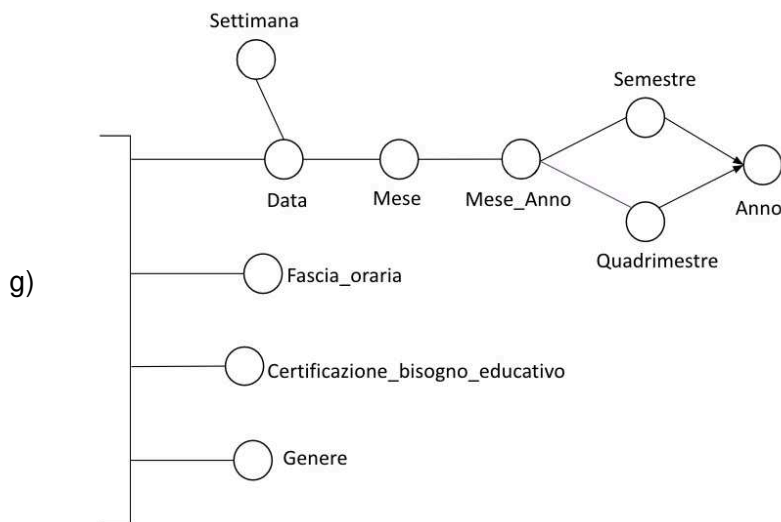 Settimana
Semestre
Data
Mese
Mese_Anno
Anno
Quadrimestre
g)
Fascia_oraria
Certificazione_bisogno_educativo
Genere